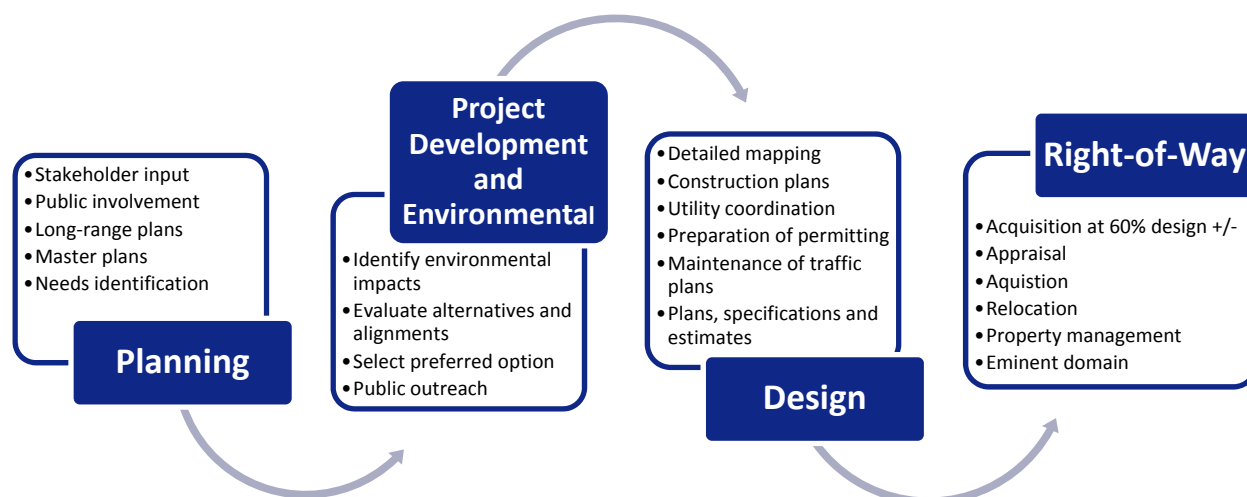 •Stakeholder input
•Public involvement
•Long-range plans
•Master plans
•Needs identification
Planning
Project
Development
and
Environmental
•Identify environmental
impacts
•Evaluate alternatives and
alignments
•Select preferred option
•Public outreach
•Detailed mapping
•Construction plans
•Utility coordination
•Preparation of permitting
•Maintenance of traffic
plans
•Plans, specifications and
estimates
Design
Right-of-Way
•Acquisition at 60% design +/-
•Appraisal
•Aquistion
•Relocation
•Property management
•Eminent domain